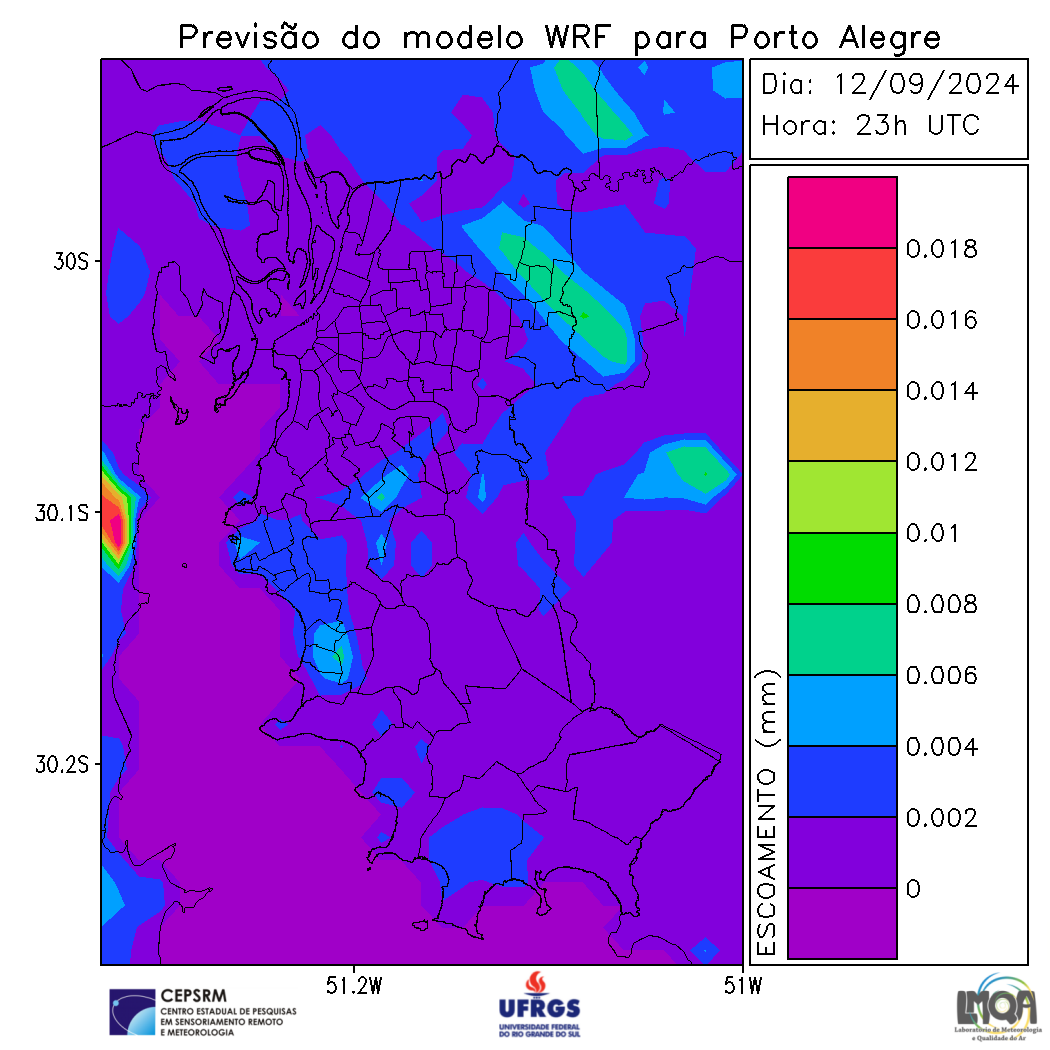 Previsão do modelo WRF para Porto Alegre
Dia: 12/09/2024
Hora: 23h UTC
30S
30.1S
30.2S
51.2W
51W
0.018
0.016
0.014
0.012
0.01
0.008
0.006
0.004
0.002
0
ESCOAMENTO (mm)
CEPSRM
CENTRO ESTADUAL DE PESQUISAS
EM SENSORIAMENTO REMOTO
E METEOROLOGIA
UFRGS
UNIVERSIDADE FEDERAL
DO RIO GRANDE DO SUL
LMQA
Laboratório de Meteorologia
e Qualidade do Ar